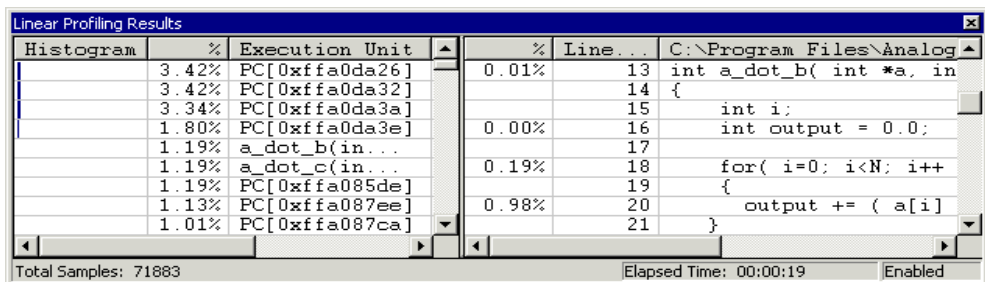 Linear Profiling Results
Histogram % Execution Unit
3.42% PC[0xffa0da26]
3.42% PC[0xffa0da32]
3.34% PC[0xffa0da3a]
1.80% PC[0xffa0da3e]
1.19% a_dot_b(in...
1.19% a_dot_c(in...
1.19% PC[0xffa085de]
1.13% PC[0xffa087ee]
1.01% PC[0xffa087ca]
% Line... C:\Program Files\Analog
0.01% 13 int a_dot_b( int *a, in
14 {
15 int i;
0.00% 16 int output = 0.0;
17
0.19% 18 for( i=0; i<N; i++
19 {
0.98% 20 output += ( a[i]
21 }
Total Samples: 71883
Elapsed Time: 00:00:19
Enabled